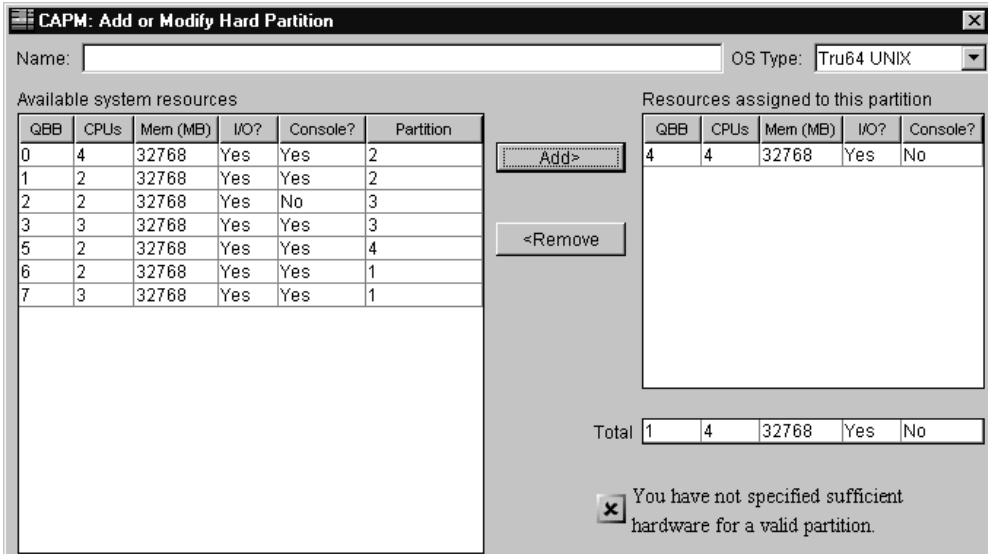 CAPM: Add or Modify Hard Partition
Name: OS Type: Tru64 UNIX
Available system resources
QBB CPUs Mem (MB) I/O? Console? Partition
0 4 32768 Yes Yes 2
1 2 32768 Yes Yes 2
2 2 32768 Yes No 3
3 3 32768 Yes Yes 3
5 2 32768 Yes Yes 4
6 2 32768 Yes Yes 1
7 3 32768 Yes Yes 1
Add>
<Remove
Resources assigned to this partition
QBB CPUs Mem (MB) I/O? Console?
4 4 32768 Yes No
Total 1 4 32768 Yes No
You have not specified sufficient
hardware for a valid partition.